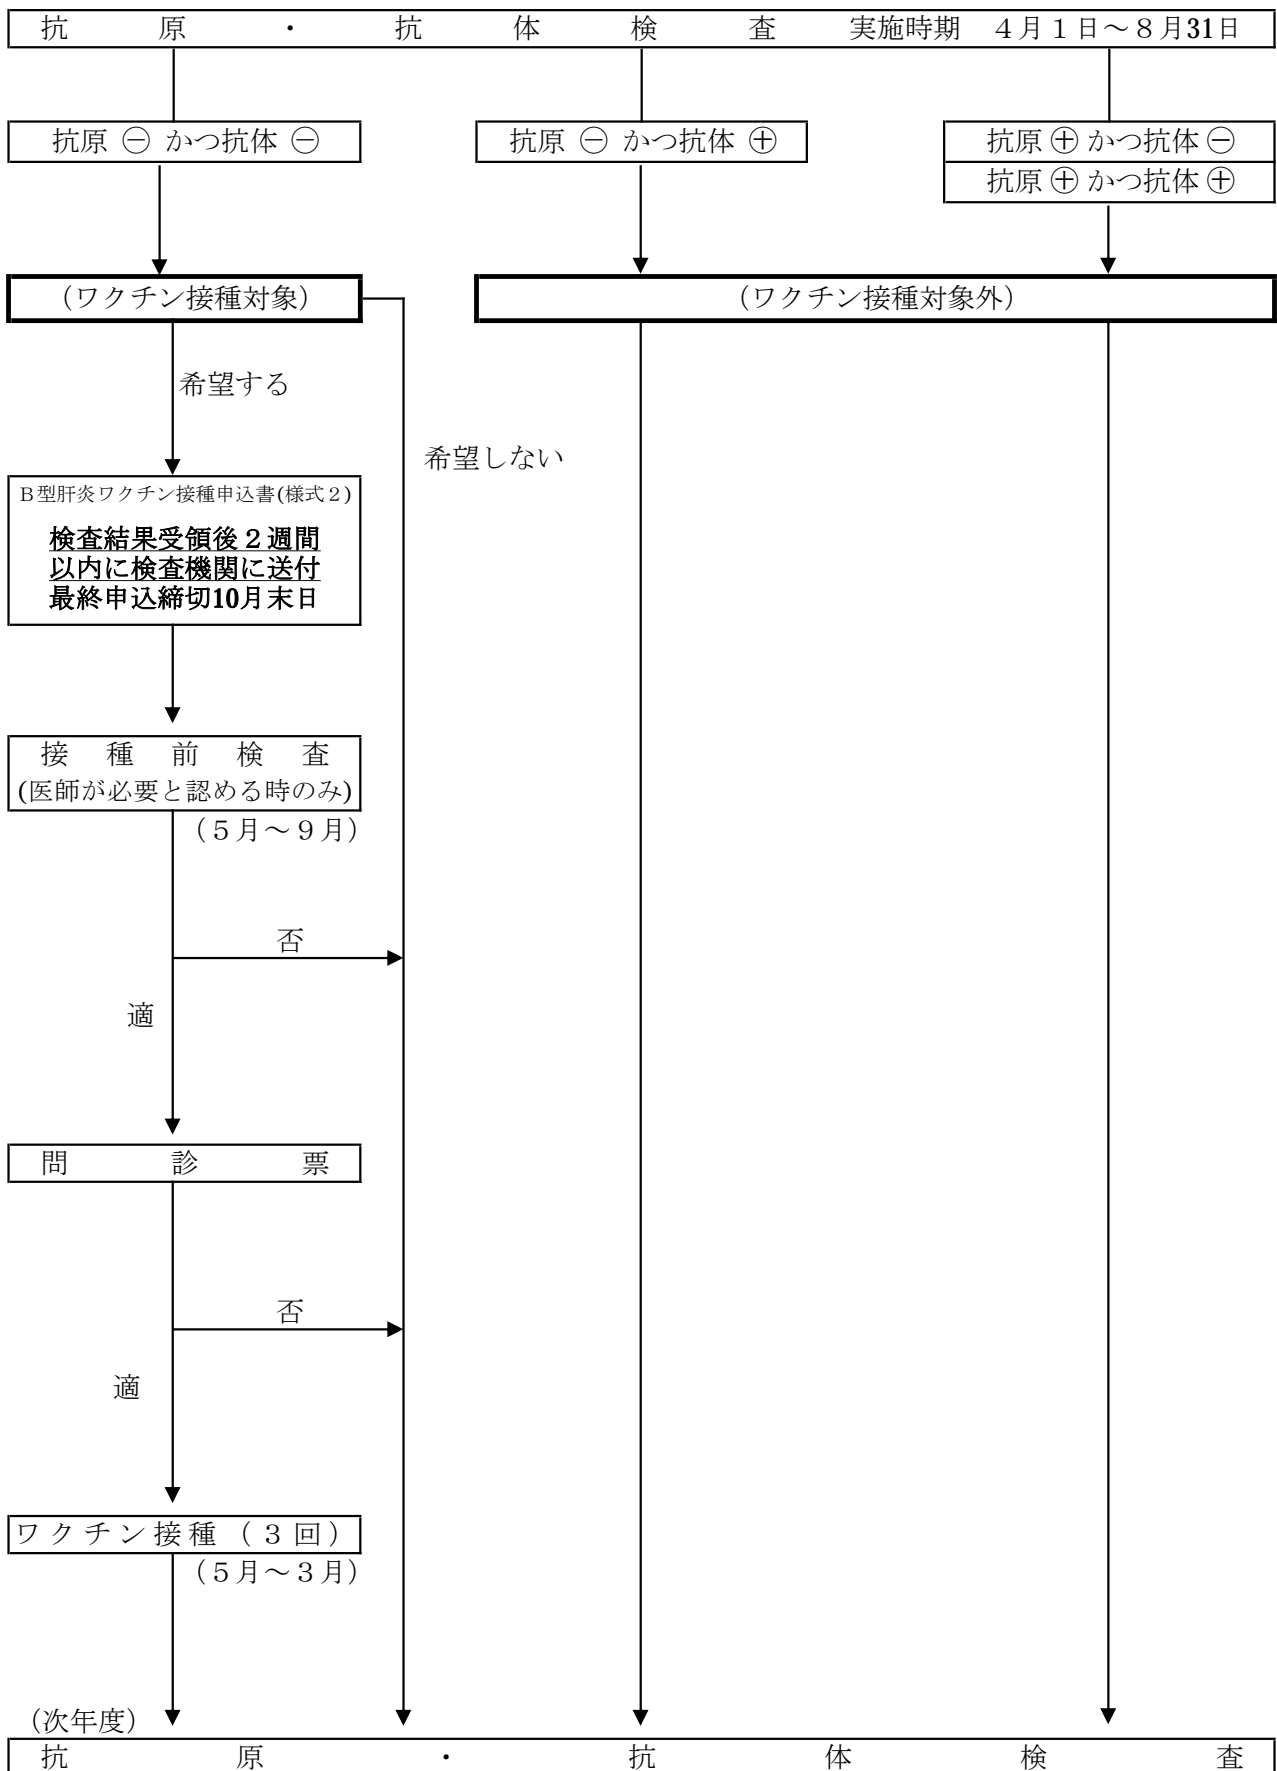 抗原・抗体検査 実施時期 ４月１日～８月31日
抗原 ㊀ かつ抗体 ㊀
抗原 ㊀ かつ抗体 ⊕
抗原 ⊕ かつ抗体 ㊀
抗原 ⊕ かつ抗体 ⊕
（ワクチン接種対象）
（ワクチン接種対象外）
希望する
希望しない
Ｂ型肝炎ワクチン接種申込書(様式２)
検査結果受領後２週間
以内に検査機関に送付
最終申込締切10月末日
接種前検査
(医師が必要と認める時のみ)
（５月～９月）
否
適
問診票
否
適
ワクチン接種（３回）
（５月～３月）
（次年度）
抗原・抗体検査